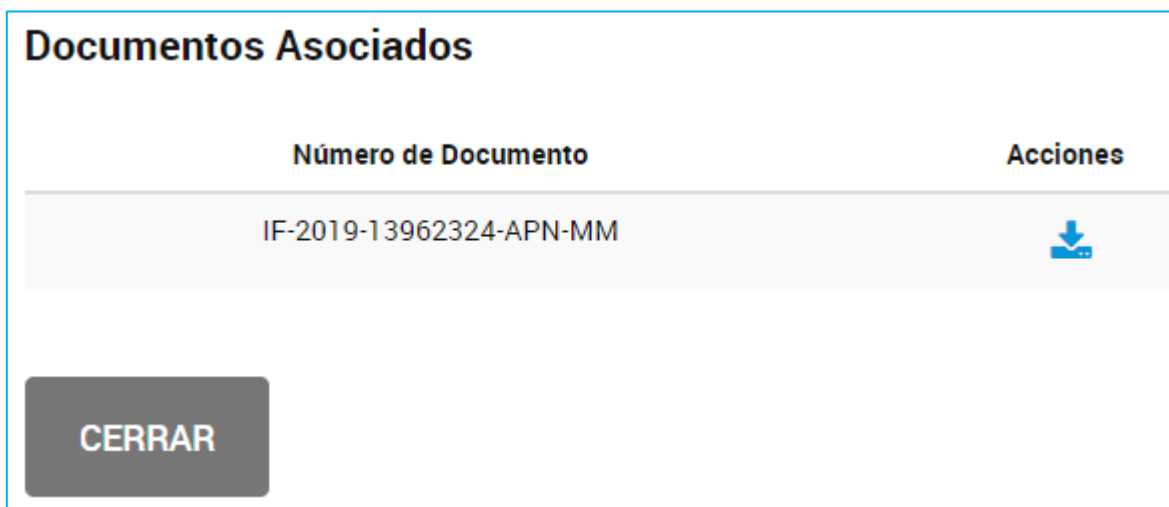 Documentos Asociados
Número de Documento Acciones
IF-2019-13962324-APN-MM
CERRAR